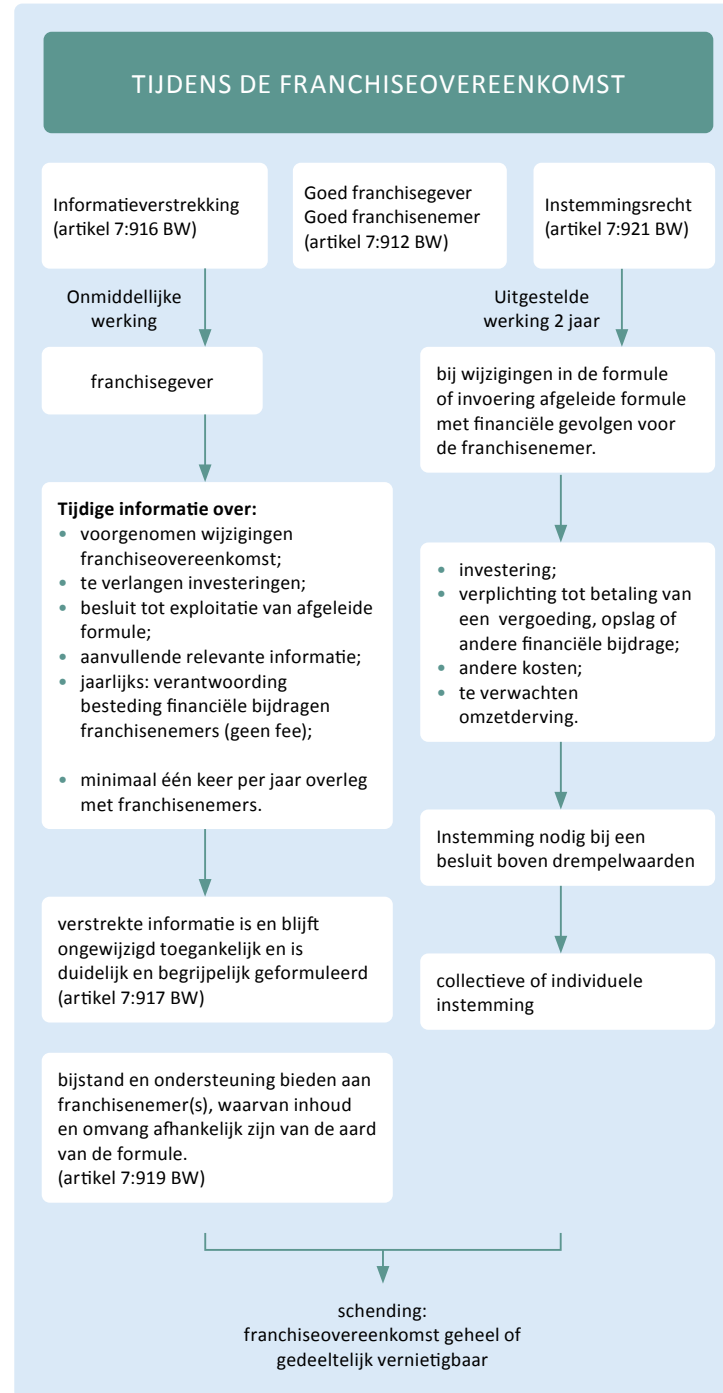 TIJDENS DE FRANCHISEOVEREENKOMST
Informatieverstrekking
(artikel 7:916 BW)
Goed franchisegever
Goed franchisenemer
(artikel 7:912 BW)
Instemmingsrecht
(artikel 7:921 BW)
Onmiddellijke
werking
franchisegever
Tijdige informatie over:
• voorgenomen wijzigingen
franchiseovereenkomst;
• te verlangen investeringen;
• besluit tot exploitatie van afgeleide
formule;
• aanvullende relevante informatie;
• jaarlijks: verantwoording
besteding financiële bijdragen
franchisenemers (geen fee);
• minimaal één keer per jaar overleg
met franchisenemers.
verstrekte informatie is en blijft
ongewijzigd toegankelijk en is
duidelijk en begrijpelijk geformuleerd
(artikel 7:917 BW)
bijstand en ondersteuning bieden aan
franchisenemer(s), waarvan inhoud
en omvang afhankelijk zijn van de aard
van de formule.
(artikel 7:919 BW)
Uitgestelde
werking 2 jaar
bij wijzigingen in de formule
of invoering afgeleide formule
met financiële gevolgen voor
de franchisenemer.
• investering;
• verplichting tot betaling van
een vergoeding, opslag of
andere financiële bijdrage;
• andere kosten;
• te verwachten
omzetderving.
Instemming nodig bij een
besluit boven drempelwaarden
collectieve of individuele
instemming
schending:
franchiseovereenkomst geheel of
gedeeltelijk vernietigbaar